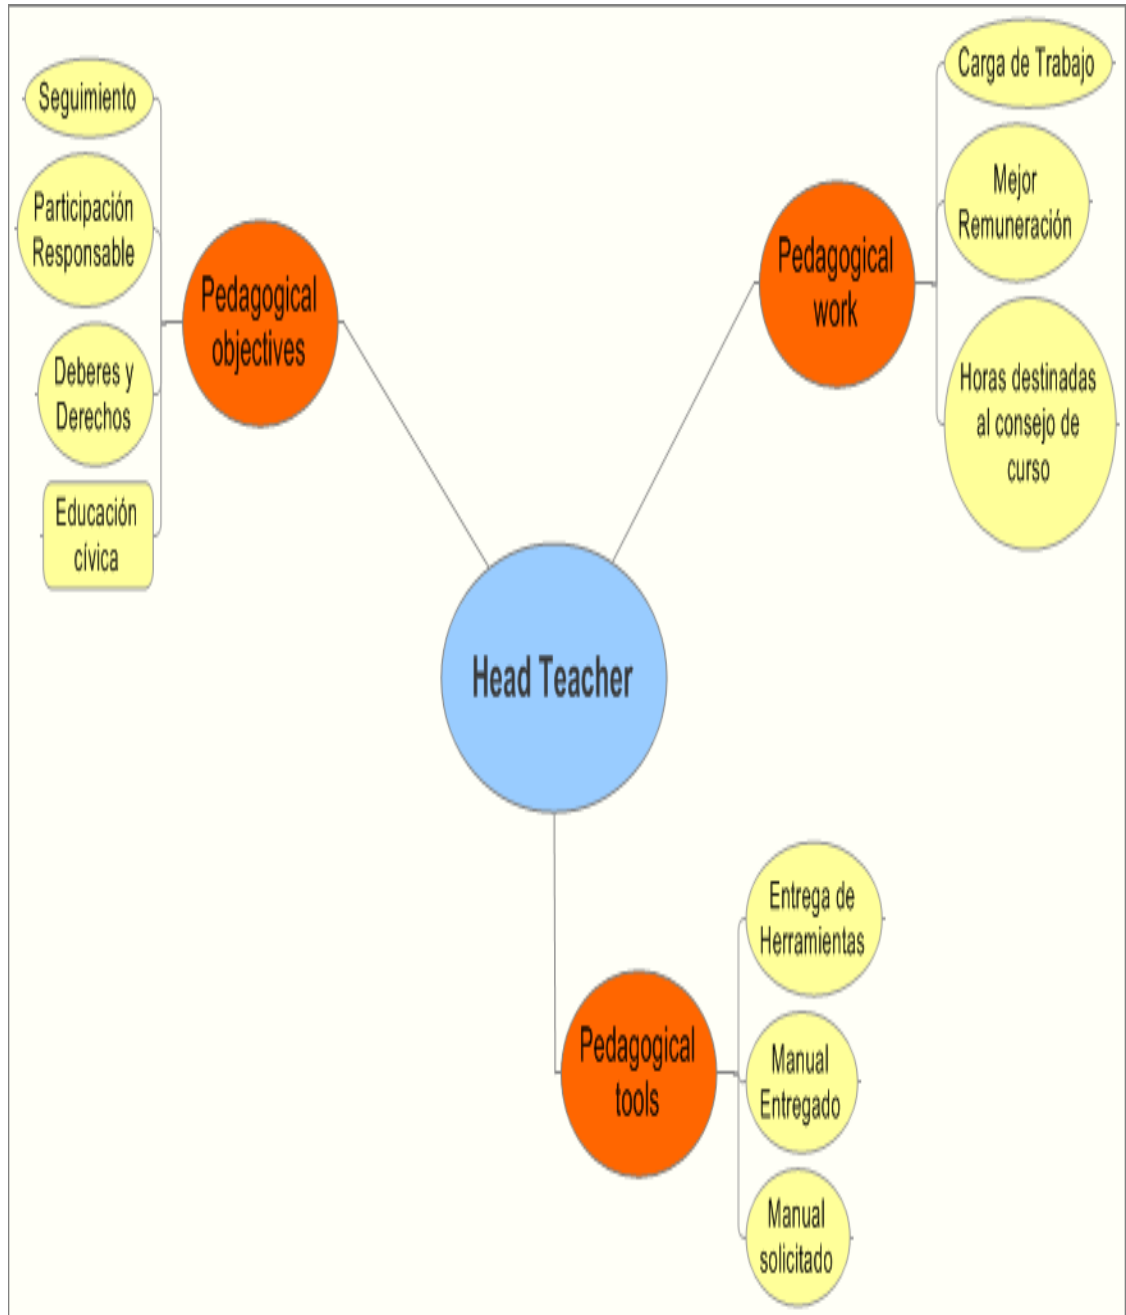 Seguimiento
Participación
Responsable
Deberes y
Derechos
Educación
cívica
Pedagogical
objectives
Carga de Trabajo
Mejor
Remuneración
Horas destinadas
al consejo de
curso
Pedagogical
work
Head Teacher
Pedagogical
tools
Entrega de
Herramientas
Manual
Entregado
Manual
solicitado